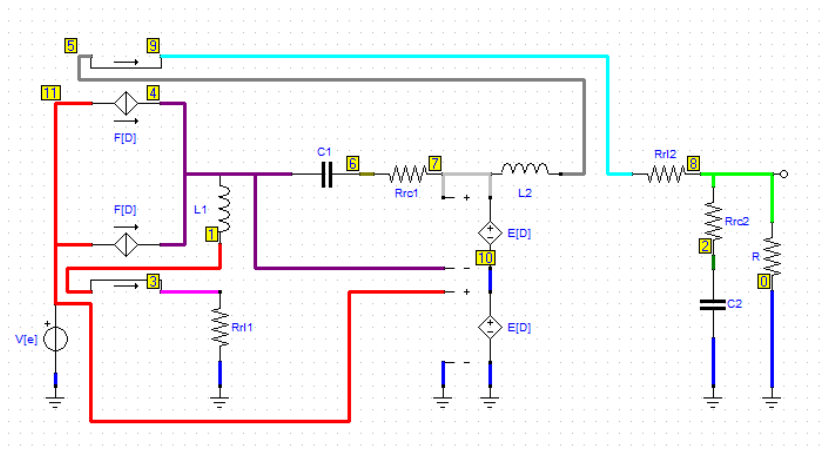 5 9
11 4
F[D]
C1 6 7 Rrl2 8
Rrc1 L2
F[D] L1
1 Rrc2
E[D]
2 R
10
3 0
C2
Rrl1 E[D]
V[e]